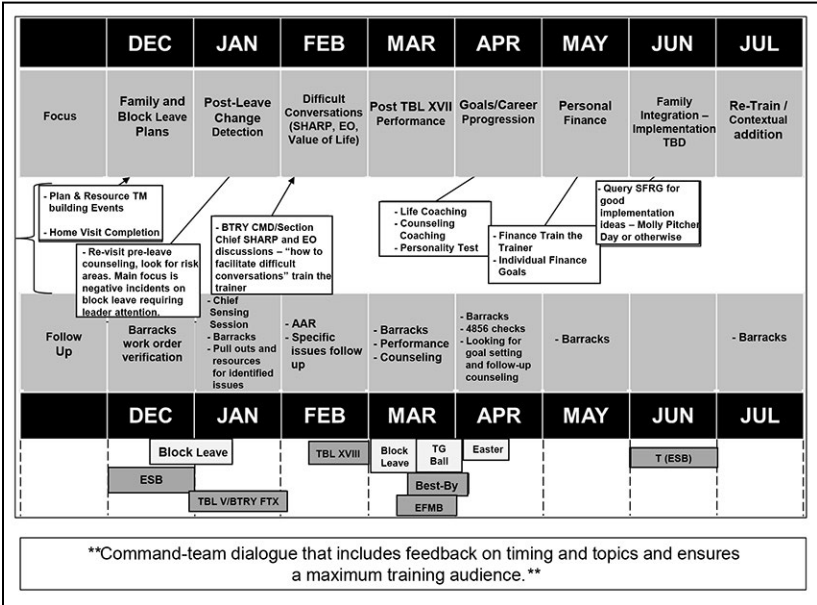 DEC JAN FEB MAR APR MAY JUN JUL
Focus
Family and
Block Leave
Plans
Post-Leave
Change
Detection
Difficult
Conversations
(SHARP, EO,
Value of Life)
Post TBL XVII
Performance
Goals/Career
Pprogression
Personal
Finance
Family
Integration –
Implementation
TBD
Re-Train /
Contextual
addition
- Plan & Resource TM
building Events
- Home Visit Completion
- Re-visit pre-leave
counseling, look for risk
areas. Main focus is
negative incidents on
block leave requiring
leader attention.
- BTRY CMD/Section
Chief SHARP and EO
discussions – “how to
facilitate difficult
conversations” train the
trainer
- Life Coaching
- Counseling
Coaching
- Personality Test
- Finance Train the
Trainer
- Individual Finance
Goals
- Query SFRG for
good
implementation
ideas – Molly Pitcher
Day or otherwise
Follow
Up
Barracks
work order
verification
- Chief
Sensing
Session
- Barracks
- Pull outs and
resources
for identified
issues
- AAR
- Specific
issues follow
up
- Barracks
- Performance
- Counseling
- Barracks
- 4856 checks
- Looking for
goal setting
and follow-up
counseling
- Barracks
- Barracks
DEC JAN FEB MAR APR MAY JUN JUL
Block Leave
ESB
TBL V/BTRY FTX
TBL XVIII
Block
Leave
TG
Ball
Easter
Best-By
EFMB
T (ESB)
**Command-team dialogue that includes feedback on timing and topics and ensures
a maximum training audience.**